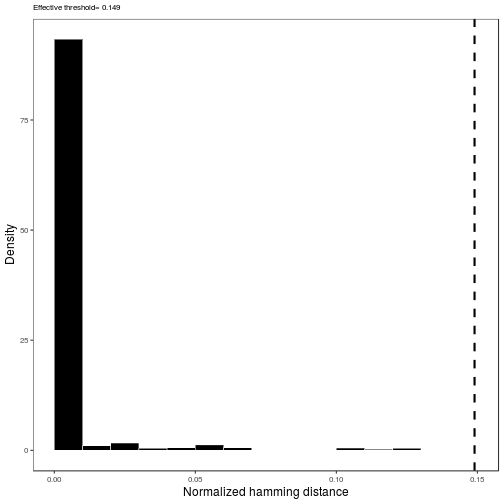 Effective threshold= 0.149
75
50
25
0
Density
0.00
0.05
0.10
0.15
Normalized hamming distance